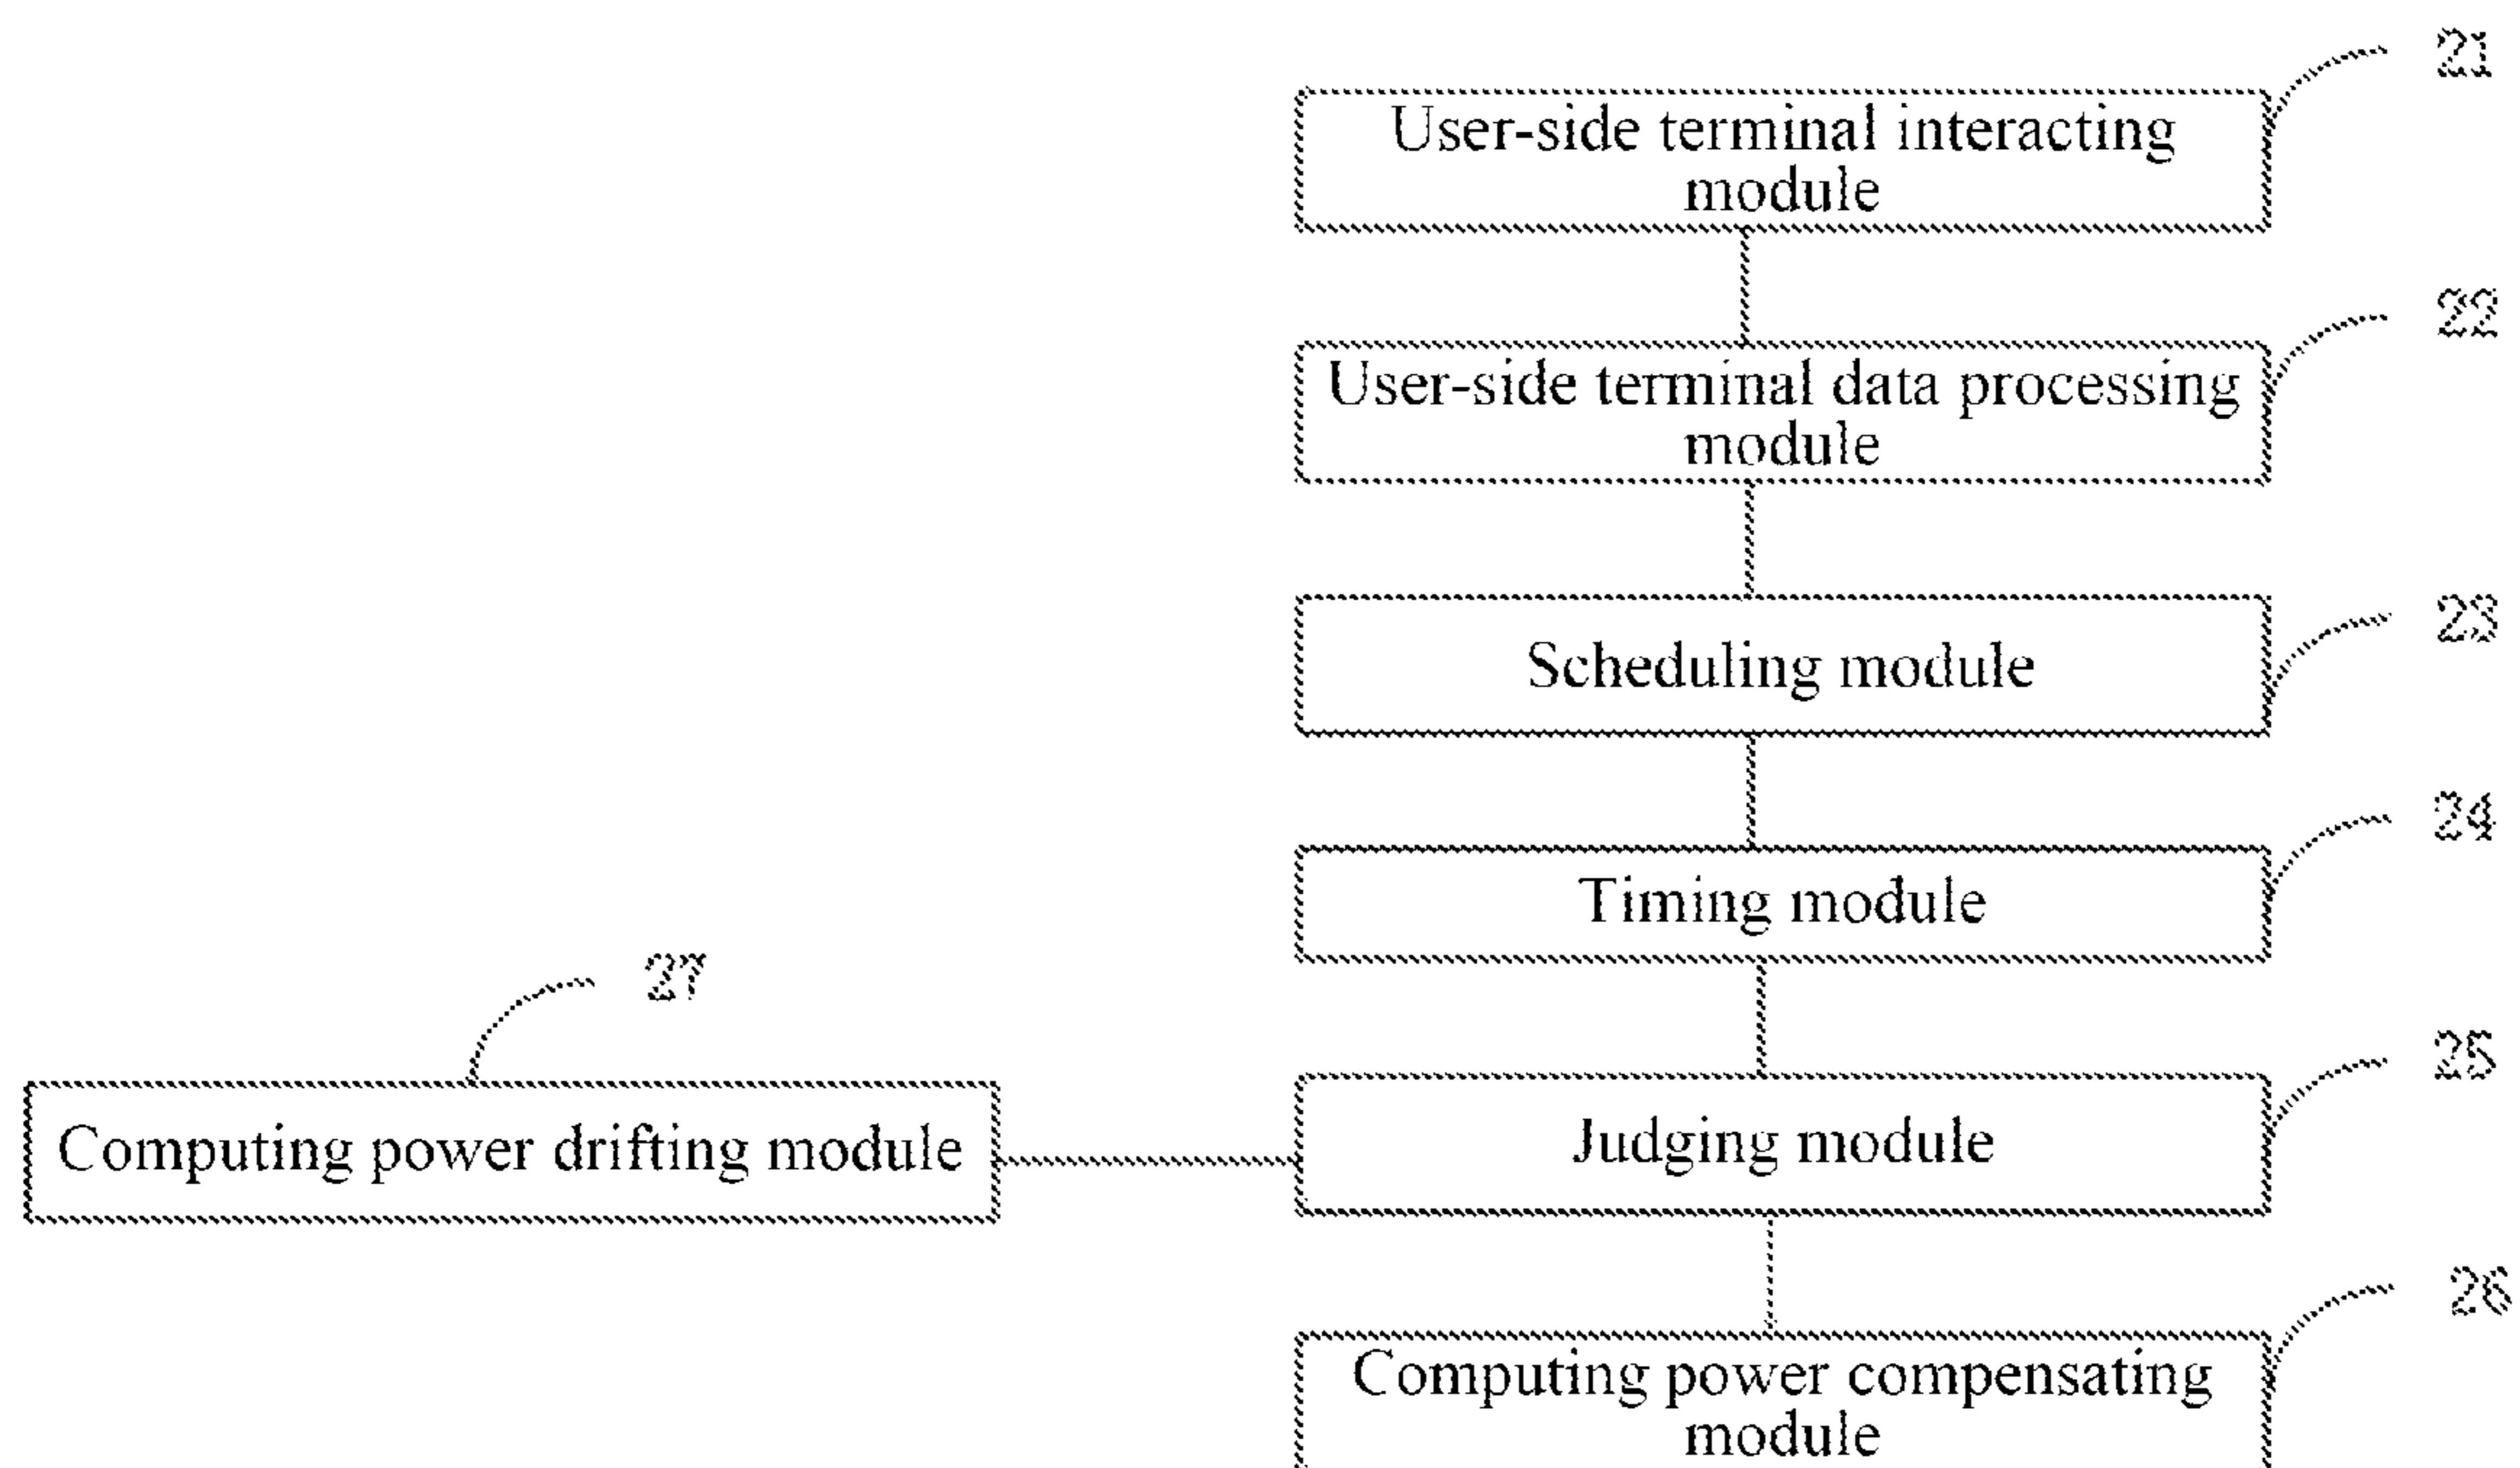 21
User-side terminal interacting
module
22
User-side terminal data processing
module
23
Scheduling module
24
Timing module
27
25
Computing power drifting module
Judging module
26
Computing power compensating
module